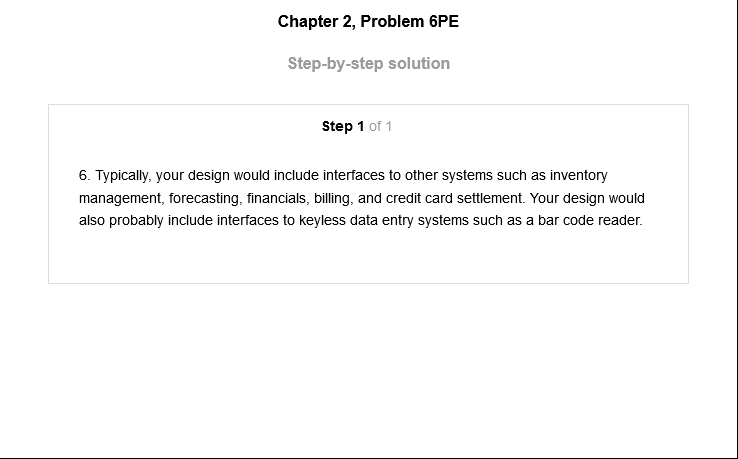 Chapter 2, Problem 6PE
Step-by-step solution
Step 1 of 1
6. Typically, your design would include interfaces to other systems such as inventory
management, forecasting, financials, billing, and credit card settlement. Your design would
also probably include interfaces to keyless data entry systems such as a bar code reader.